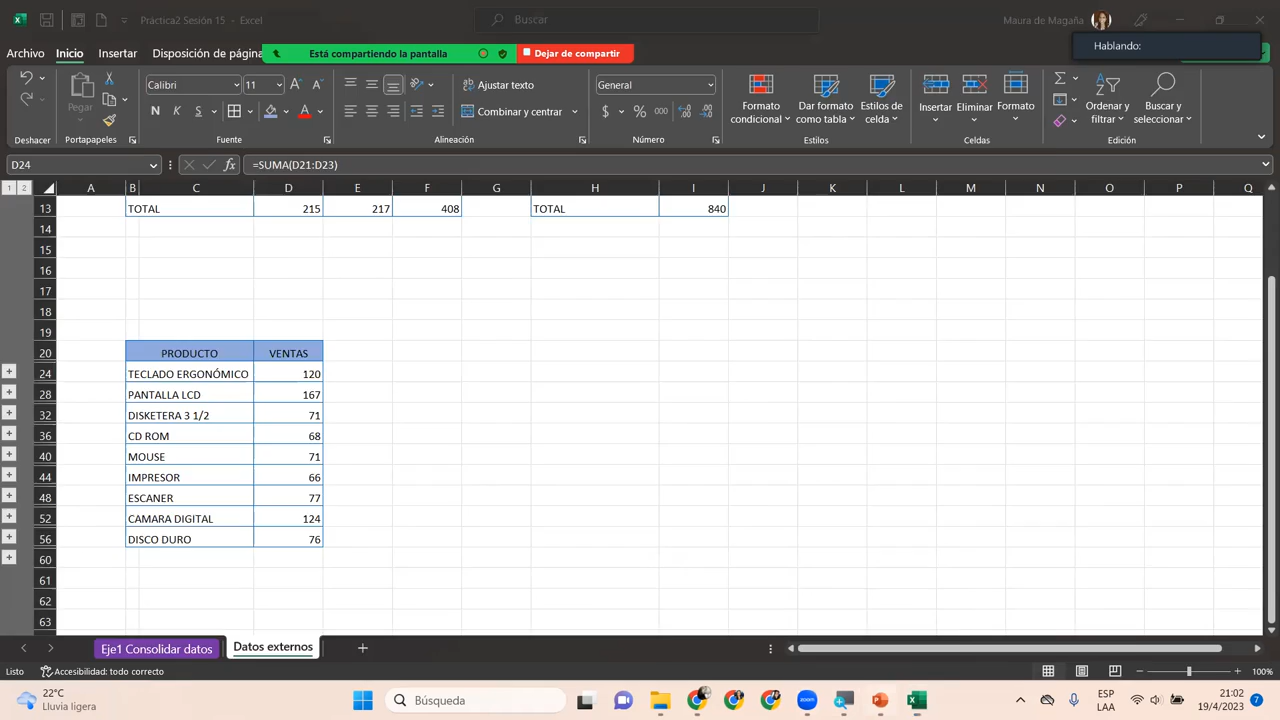 Práctica2 Sesión 15 - Excel
Buscar
Maura de Magaña
Archivo Inicio Insertar Disposición de página
Está compartiendo la pantalla
Dejar de compartir
Hablando:
Pegar
Calibri 11
N K S
Ajustar texto
Combinar y centrar
General
$ % 000
Formato condicional
Dar formato como tabla
Estilos de celda
Insertar
Eliminar
Formato
Ordenar y filtrar
Buscar y seleccionar
Deshacer Portapapeles Fuente Alineación Número Estilos Celdas Edición
D24 fx =SUMA(D21:D23)
1 2 A B C D E F G H I J K L M N O P Q
13 TOTAL 215 217 408 TOTAL 840
14
15
16
17
18
19
20 PRODUCTO VENTAS
24 TECLADO ERGONÓMICO 120
28 PANTALLA LCD 167
32 DISKETERA 3 1/2 71
36 CD ROM 68
40 MOUSE 71
44 IMPRESOR 66
48 ESCANER 77
52 CAMARA DIGITAL 124
56 DISCO DURO 76
60
61
62
63
Eje1 Consolidar datos Datos externos
Listo Accesibilidad: todo correcto 100%
22°C
Lluvia ligera
Búsqueda
zoom
ESP
LAA
21:02
19/4/2023
7